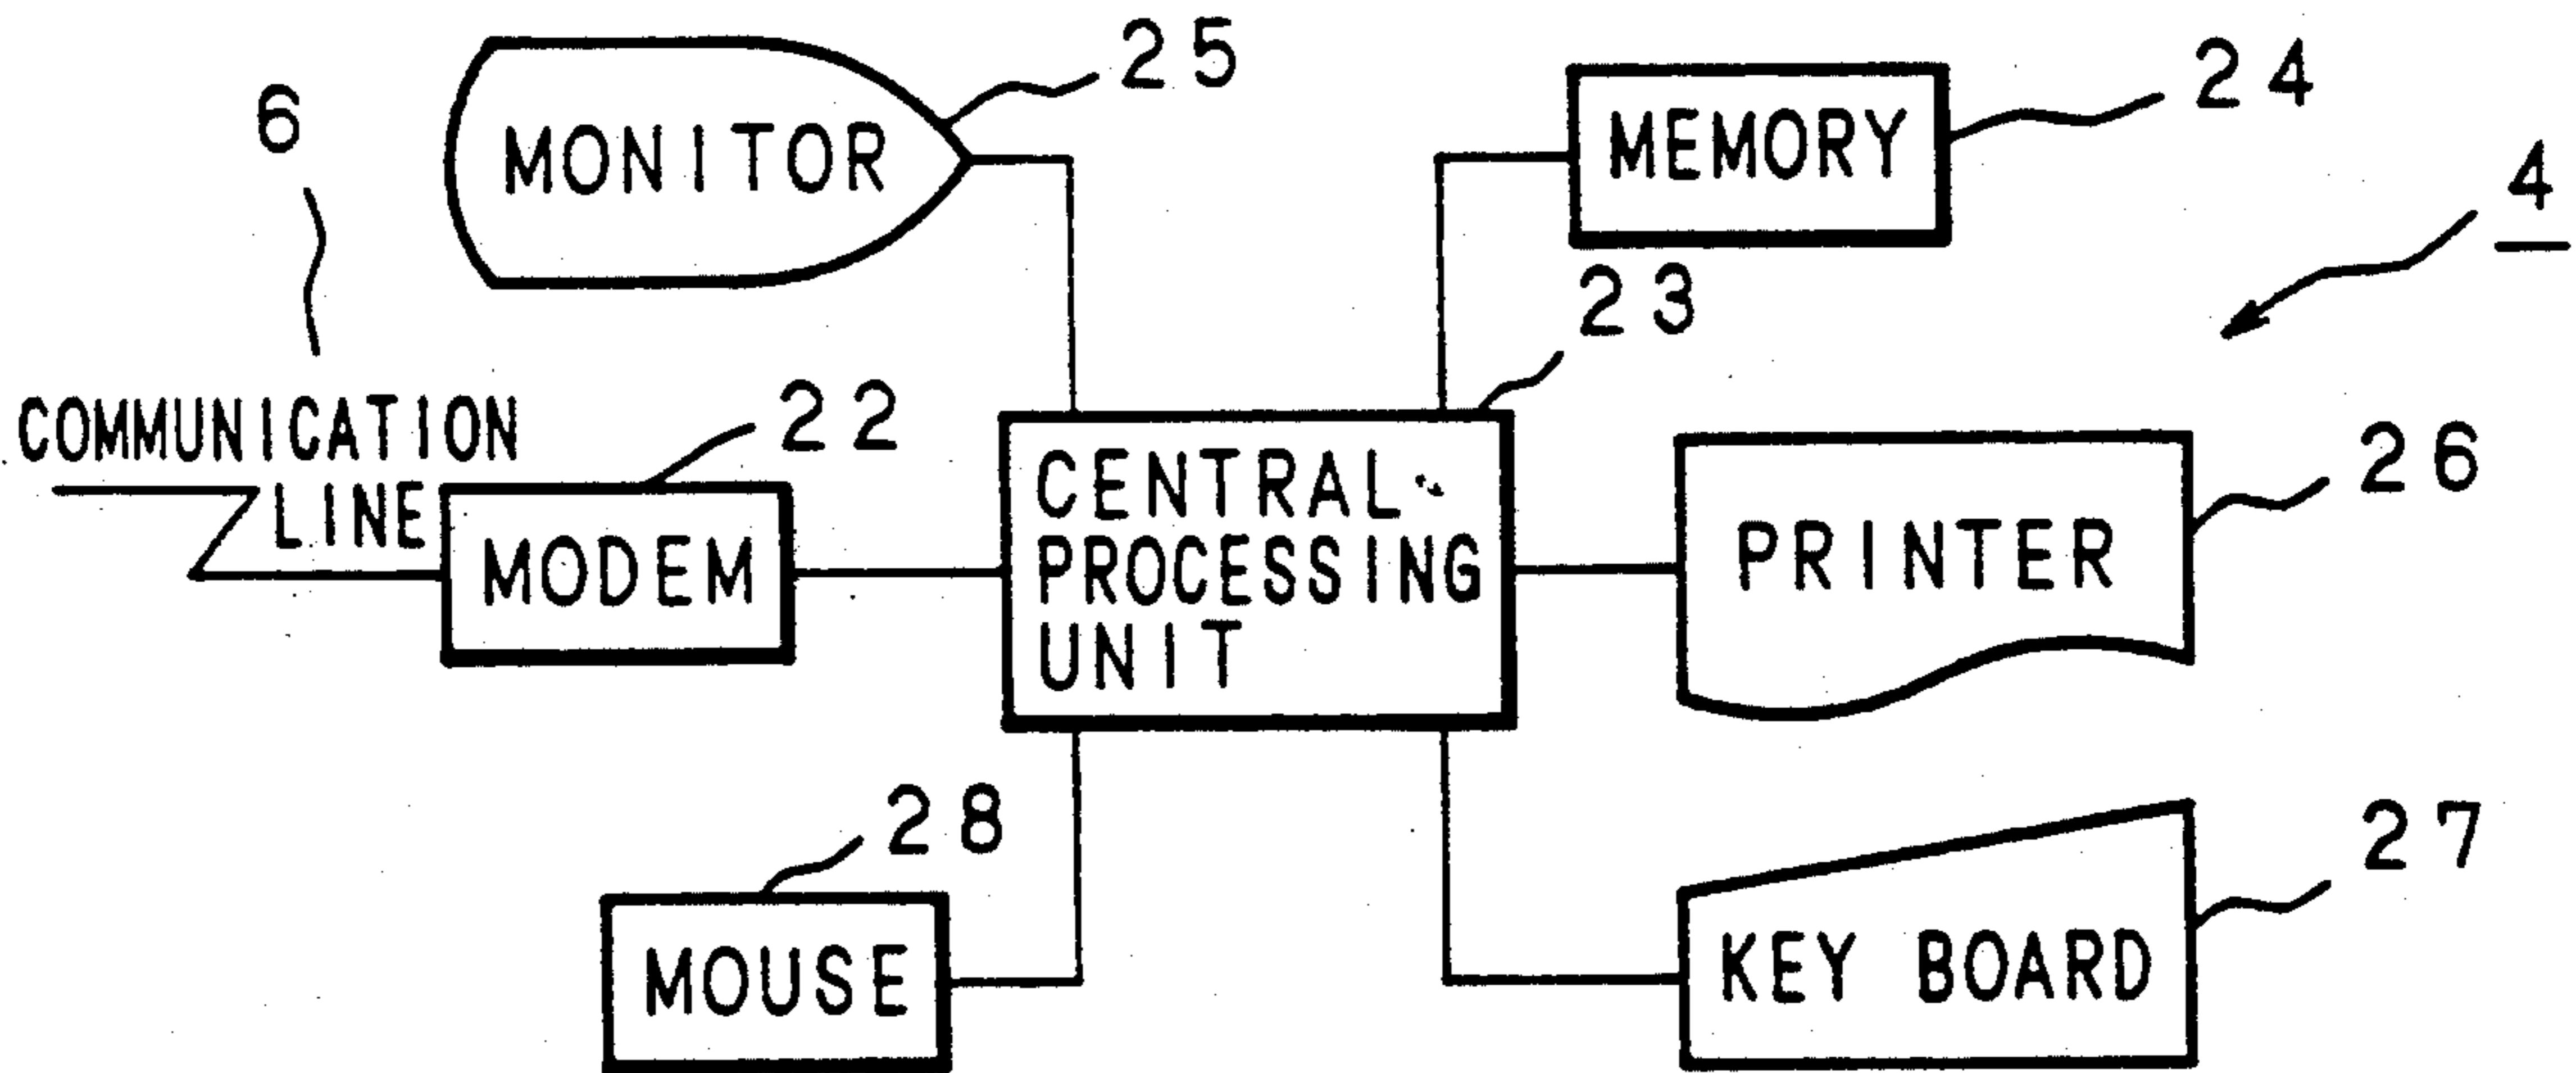 25
MONITOR
6
MEMORY
24
4
23
COMMUNICATION
LINE
22
MODEM
CENTRAL
PROCESSING
UNIT
PRINTER
26
28
MOUSE
KEY BOARD
27